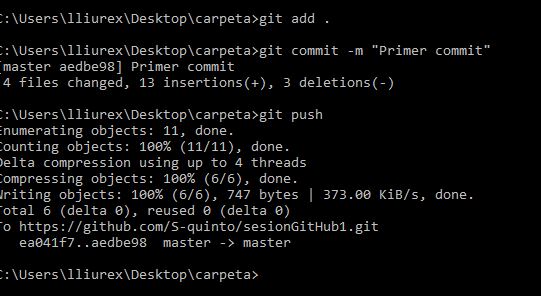 C:\Users\lliurex\Desktop\carpeta>git add .
C:\Users\lliurex\Desktop\carpeta>git commit -m "Primer commit"
[master aedbe98] Primer commit
4 files changed, 13 insertions(+), 3 deletions(-)
C:\Users\lliurex\Desktop\carpeta>git push
Enumerating objects: 11, done.
Counting objects: 100% (11/11), done.
Delta compression using up to 4 threads
Compressing objects: 100% (6/6), done.
Writing objects: 100% (6/6), 747 bytes | 373.00 KiB/s, done.
Total 6 (delta 0), reused 0 (delta 0)
To https://github.com/S-quinto/sesionGitHub1.git
ea041f7..aedbe98  master -> master
C:\Users\lliurex\Desktop\carpeta>